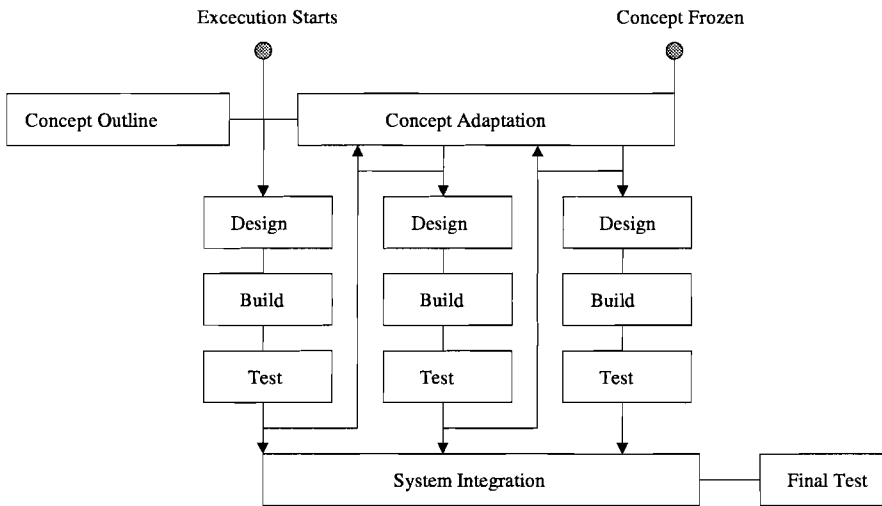 Excecution Starts
Concept Frozen
Concept Outline
Concept Adaptation
Design
Design
Design
Build
Build
Build
Test
Test
Test
System Integration
Final Test